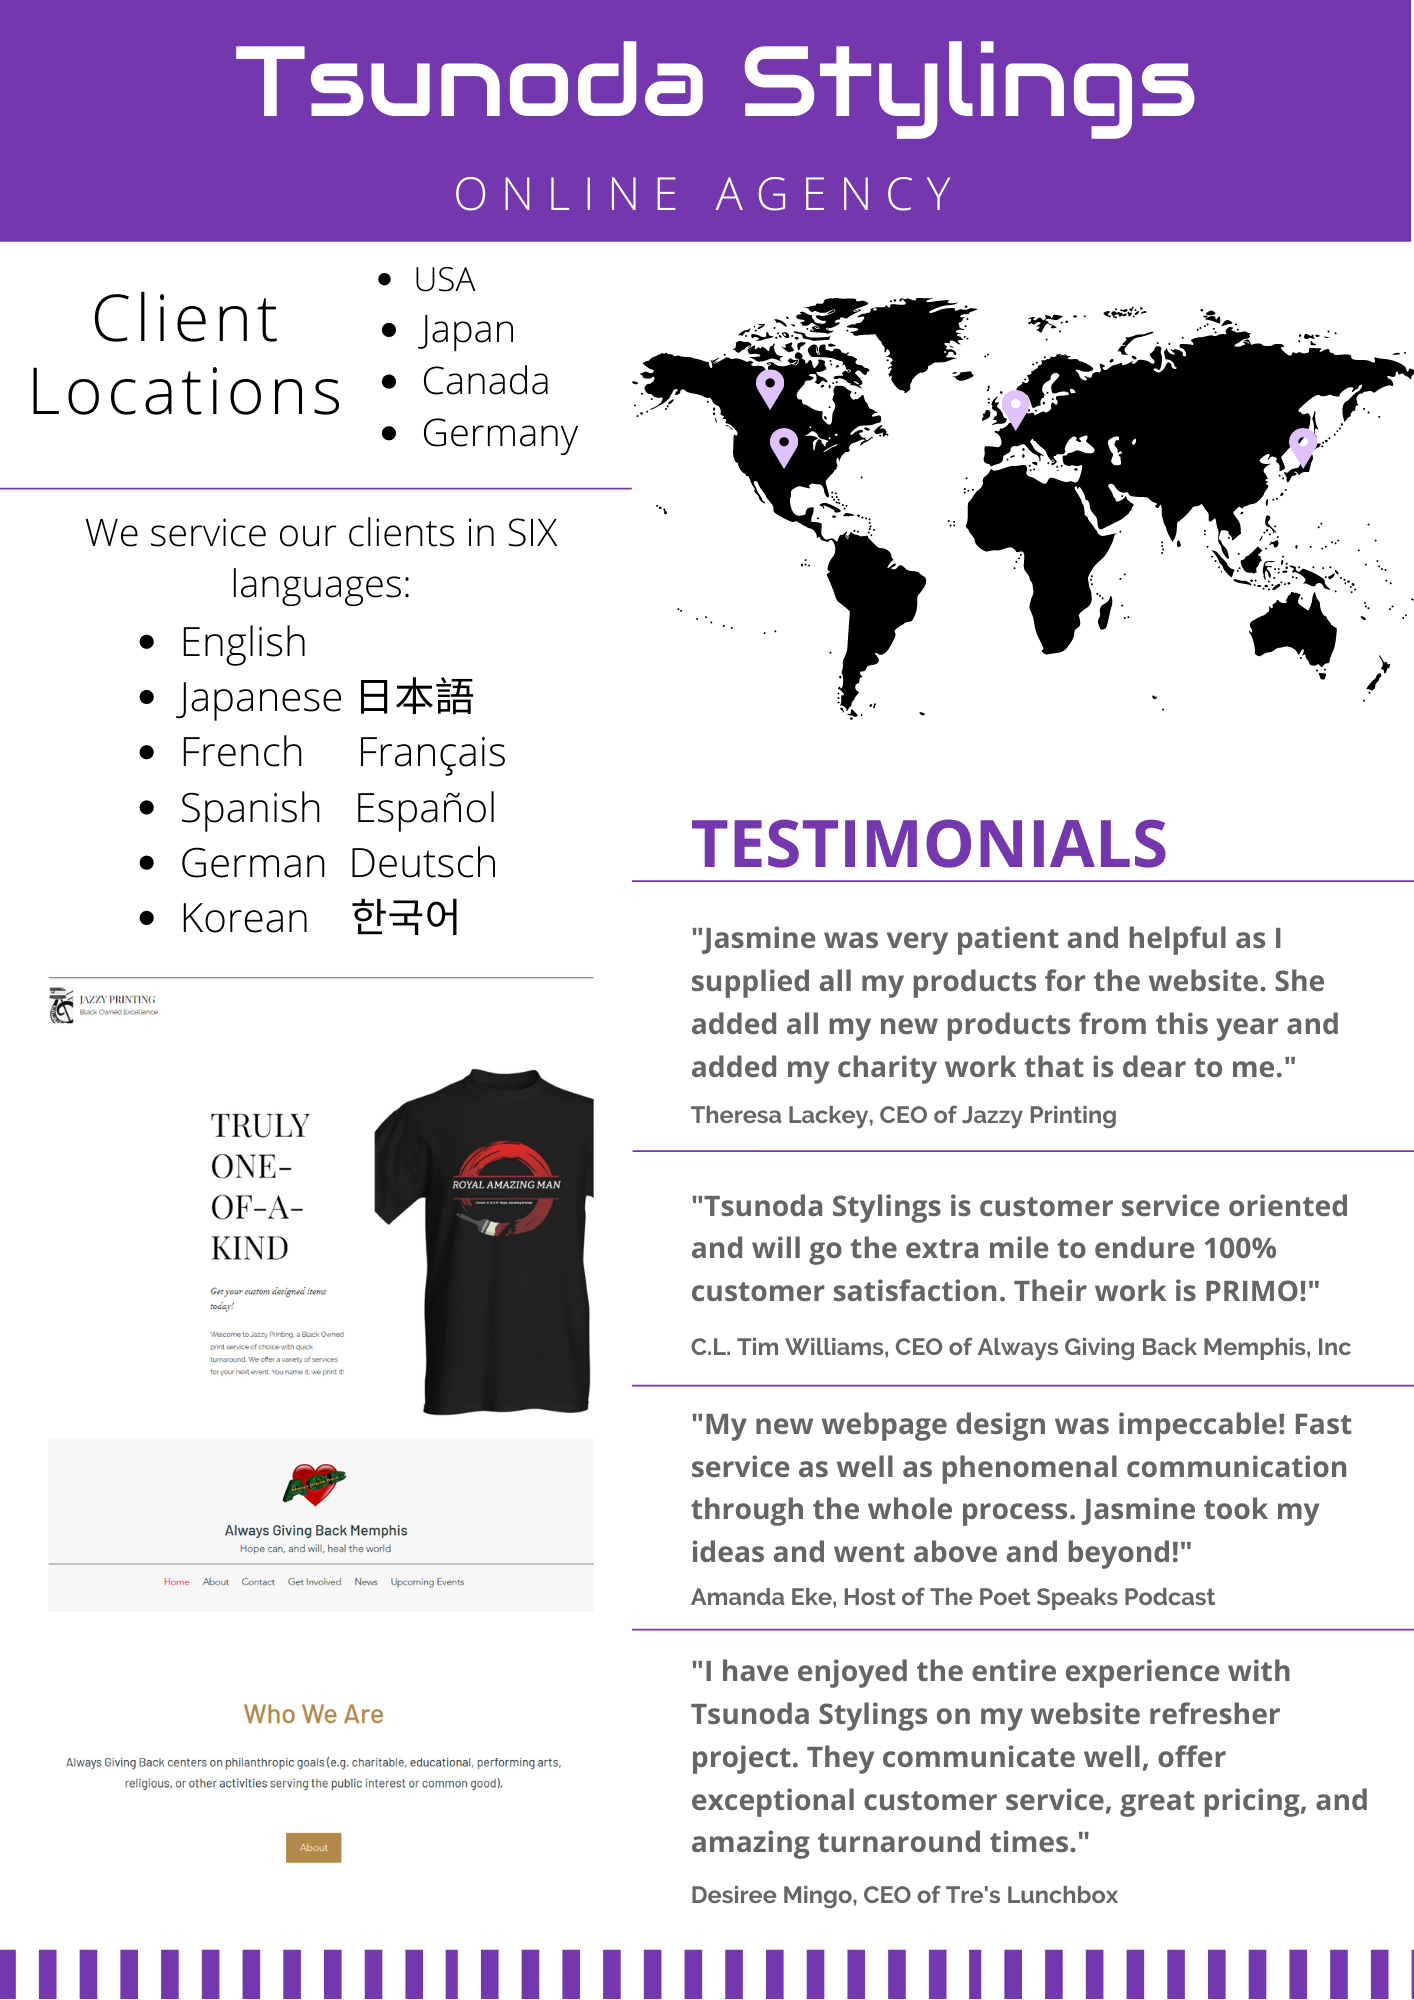 Tsunoda Stylings
ONLINE AGENCY
Client
Locations
USA
Japan
Canada
Germany
We service our clients in SIX
languages:
English
Japanese 日本語
French Français
Spanish Español
German Deutsch
Korean 한국어
JAZZY PRINTING
Black Owned Excellence
TRULY
ONE-
OF-A-
KIND
Get your custom designed items
today!
Welcome to Jazzy Printing, a Black Owned
print service of choice with quick
turnaround. We offer a variety of services
for your next event. You name it, we print it!
ROYAL AMAZING MAN
Always Giving Back Memphis
Hope can, and will, heal the world
Home About Contact Get Involved News Upcoming Events
Who We Are
Always Giving Back centers on philanthropic goals (e.g. charitable, educational, performing arts,
religious, or other activities serving the public interest or common good).
About
TESTIMONIALS
"Jasmine was very patient and helpful as I
supplied all my products for the website. She
added all my new products from this year and
added my charity work that is dear to me."
Theresa Lackey, CEO of Jazzy Printing
"Tsunoda Stylings is customer service oriented
and will go the extra mile to endure 100%
customer satisfaction. Their work is PRIMO!"
C.L. Tim Williams, CEO of Always Giving Back Memphis, Inc
"My new webpage design was impeccable! Fast
service as well as phenomenal communication
through the whole process. Jasmine took my
ideas and went above and beyond!"
Amanda Eke, Host of The Poet Speaks Podcast
"I have enjoyed the entire experience with
Tsunoda Stylings on my website refresher
project. They communicate well, offer
exceptional customer service, great pricing, and
amazing turnaround times."
Desiree Mingo, CEO of Tre's Lunchbox